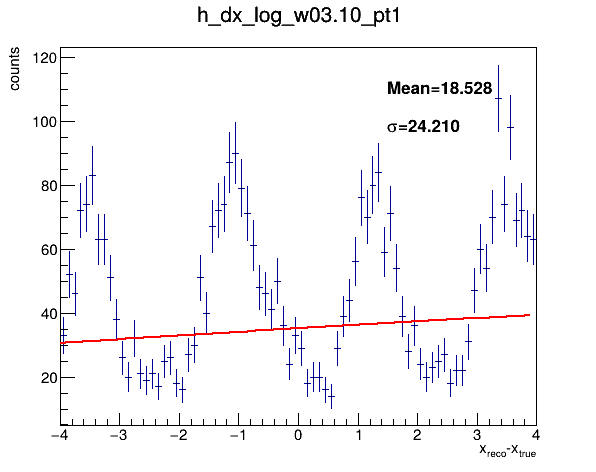 h_dx_log_w03.10_pt1
counts
120
100
80
60
40
20
Mean=18.528
σ=24.210
−4 −3 −2 −1 0 1 2 3 4
x_reco-x_true